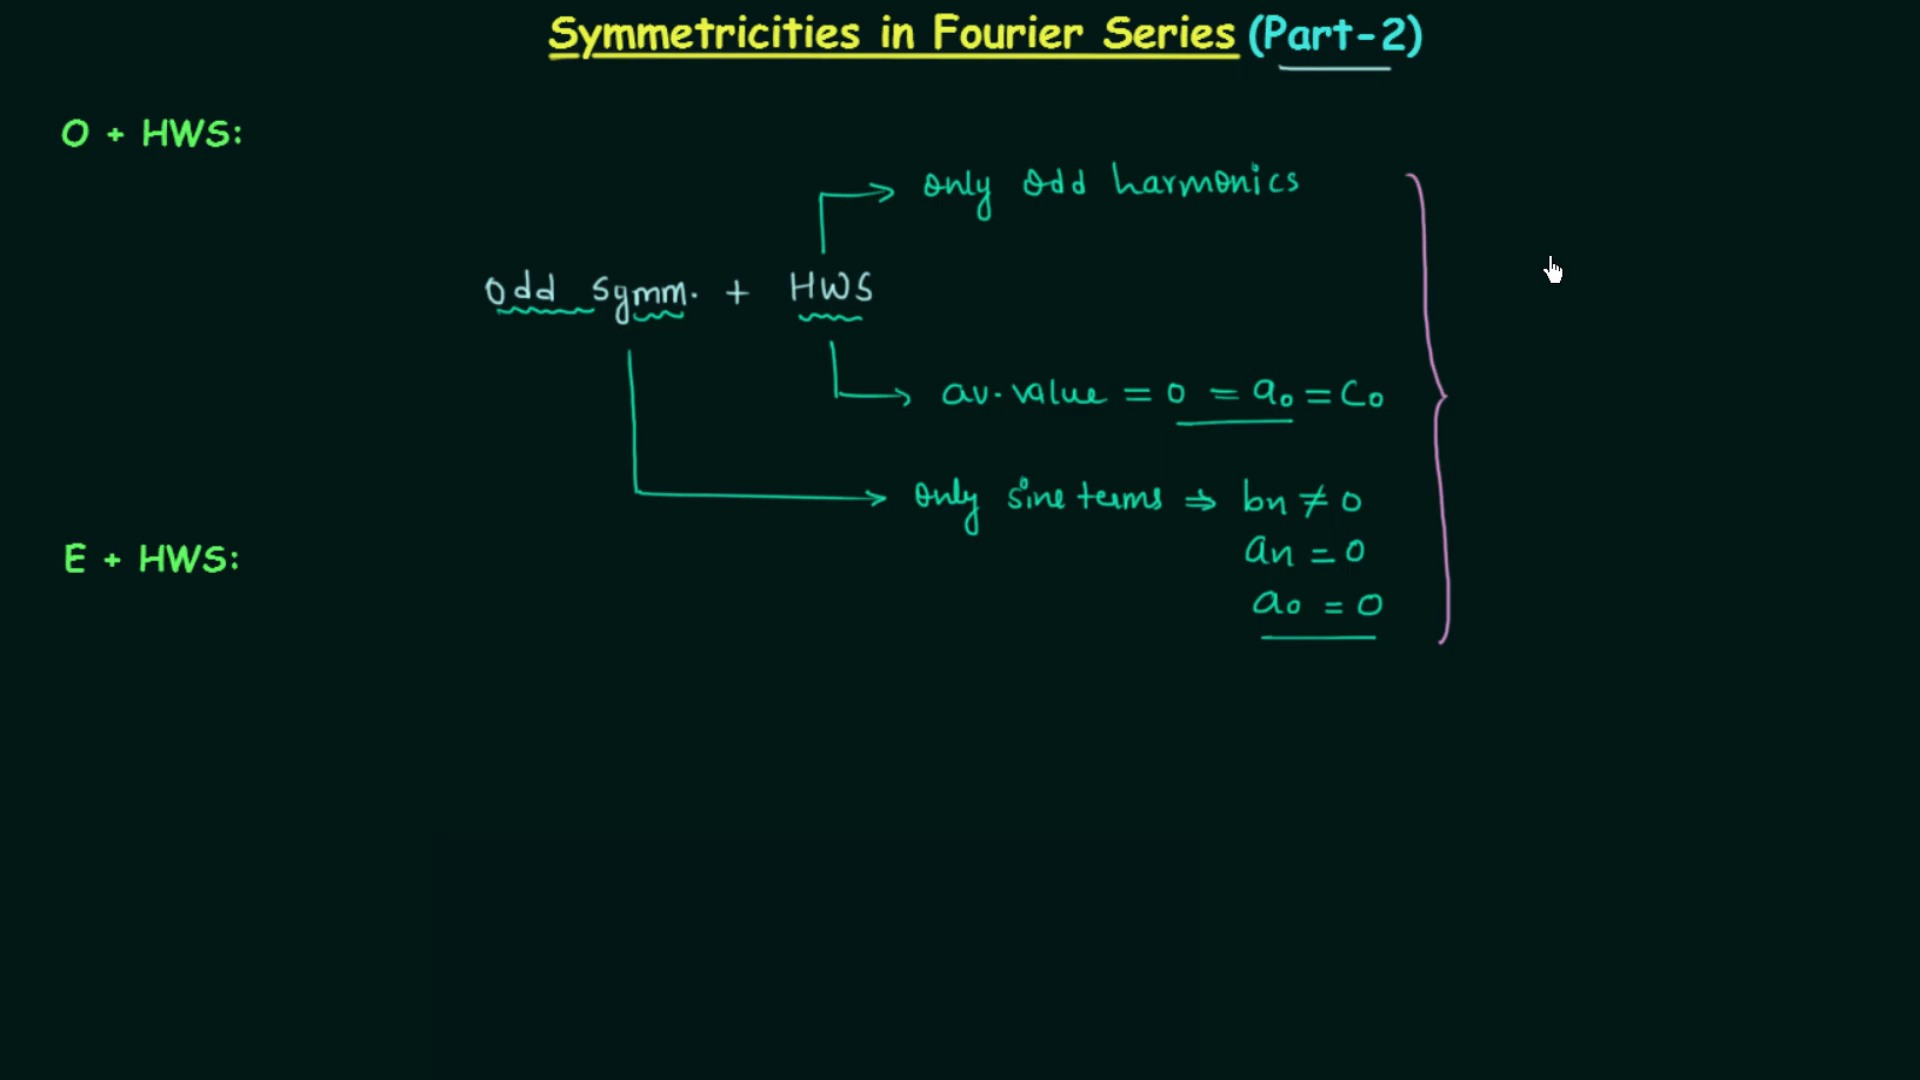 Symmetricities in Fourier Series (Part-2)
O + HWS:
only odd harmonics
odd symm. + HWS
av. value = 0 = a₀ = C₀
only sine terms ⇒ bn ≠ 0
E + HWS:
an = 0
a₀ = 0